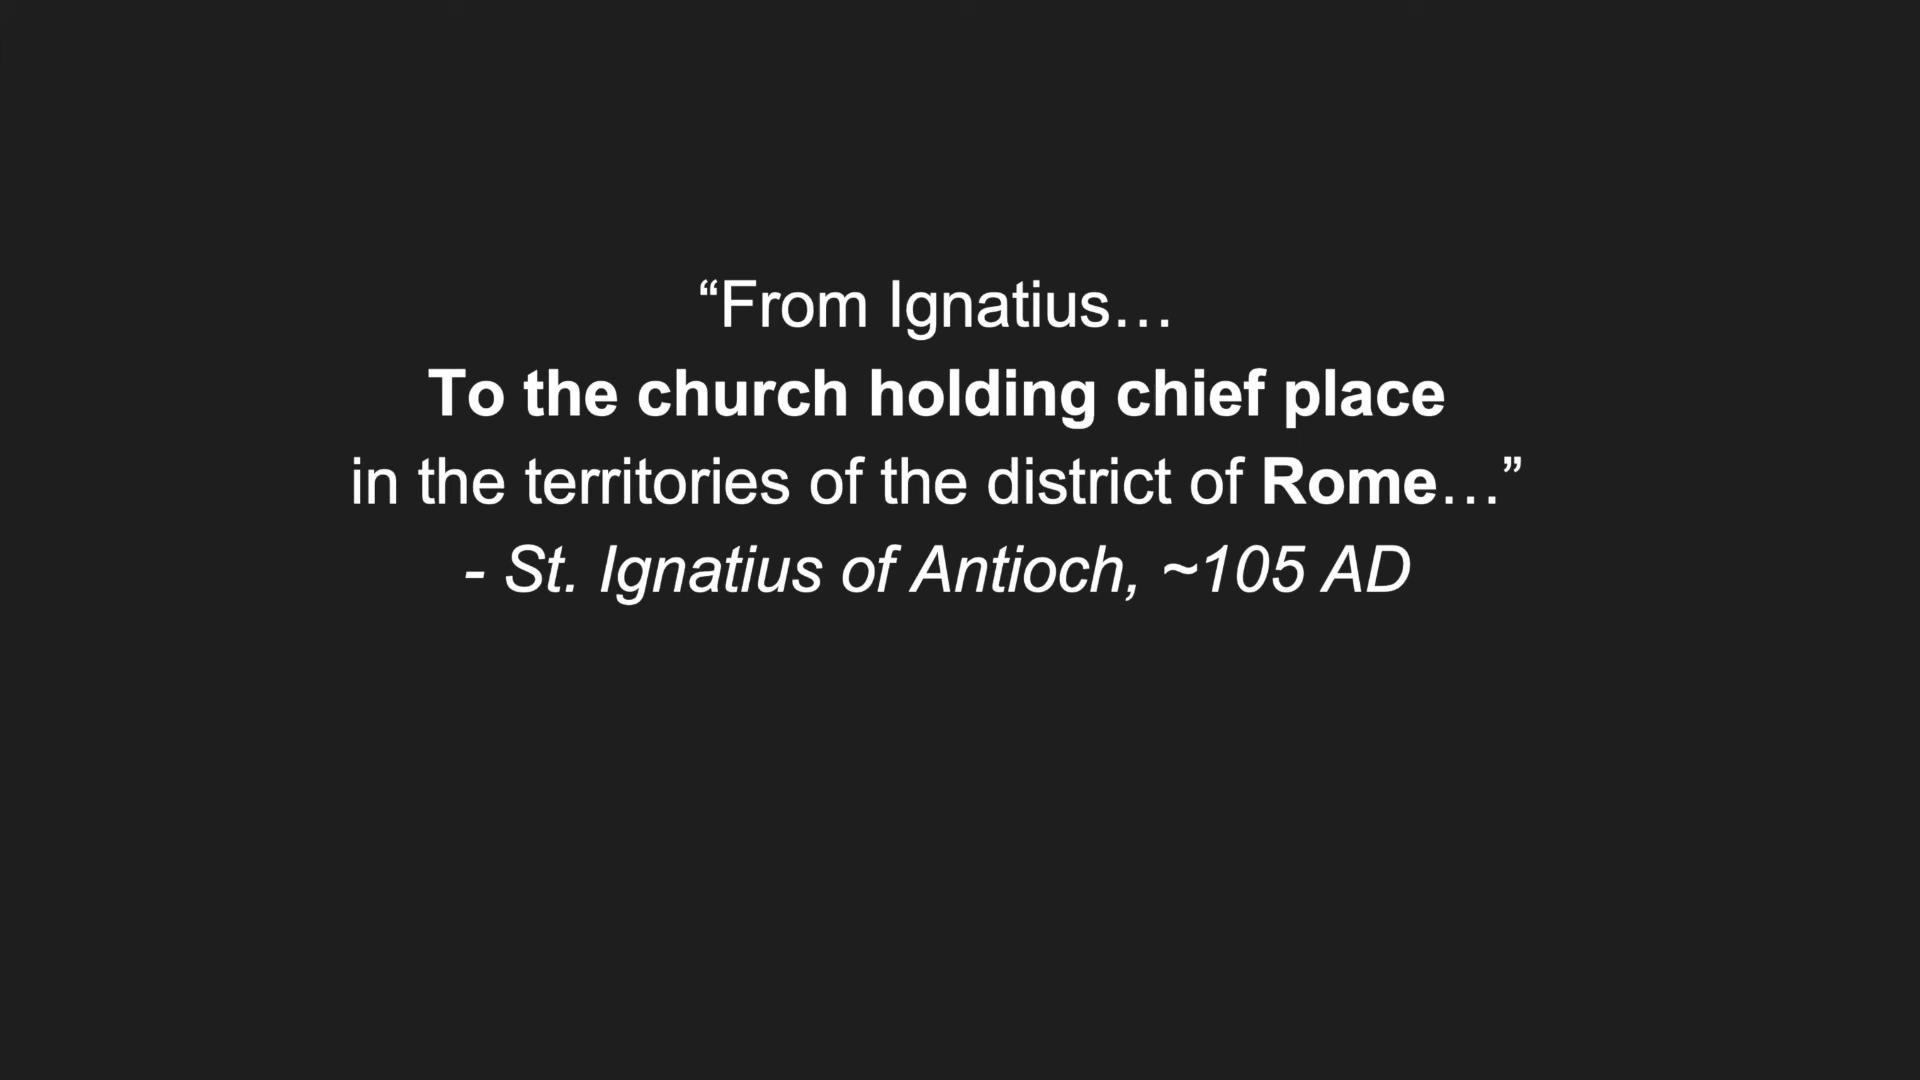 “From Ignatius…
To the church holding chief place
in the territories of the district of Rome…”
- St. Ignatius of Antioch, ~105 AD